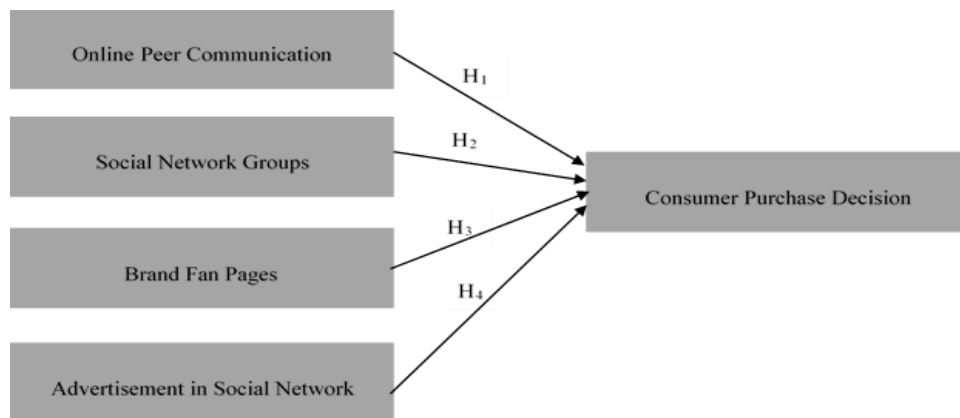 Online Peer Communication
H₁
Social Network Groups
H₂
Consumer Purchase Decision
Brand Fan Pages
H₃
H₄
Advertisement in Social Network